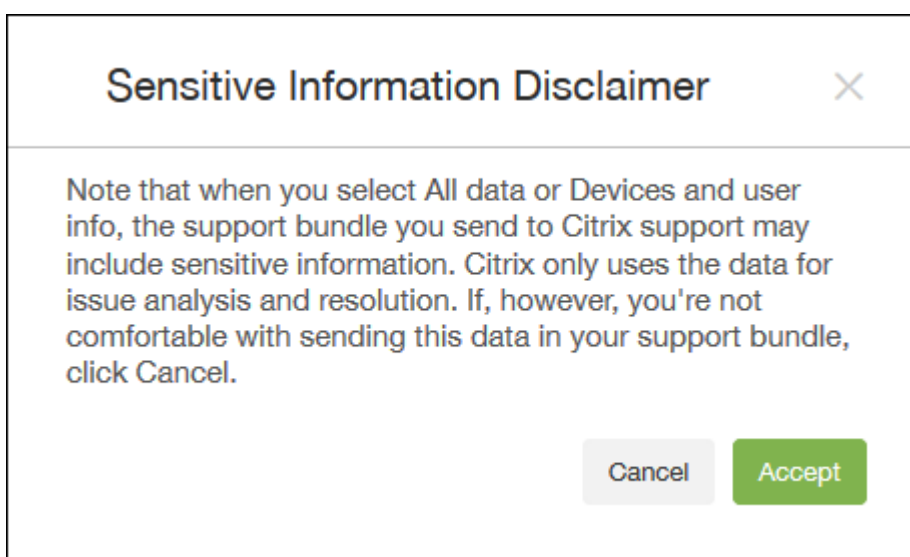 Sensitive Information Disclaimer
Note that when you select All data or Devices and user
info, the support bundle you send to Citrix support may
include sensitive information. Citrix only uses the data for
issue analysis and resolution. If, however, you're not
comfortable with sending this data in your support bundle,
click Cancel.
Cancel
Accept